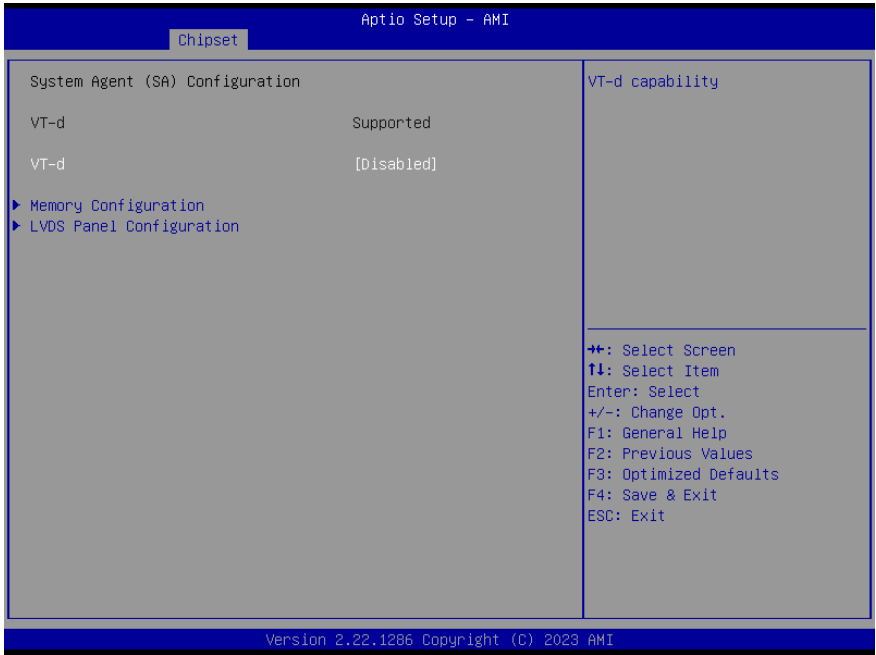 Aptio Setup - AMI
Chipset
System Agent (SA) Configuration
VT-d Supported
VT-d [Disabled]
Memory Configuration
LVDS Panel Configuration
VT-d capability
→←: Select Screen
↑↓: Select Item
Enter: Select
+/-: Change Opt.
F1: General Help
F2: Previous Values
F3: Optimized Defaults
F4: Save & Exit
ESC: Exit
Version 2.22.1286 Copyright (C) 2023 AMI